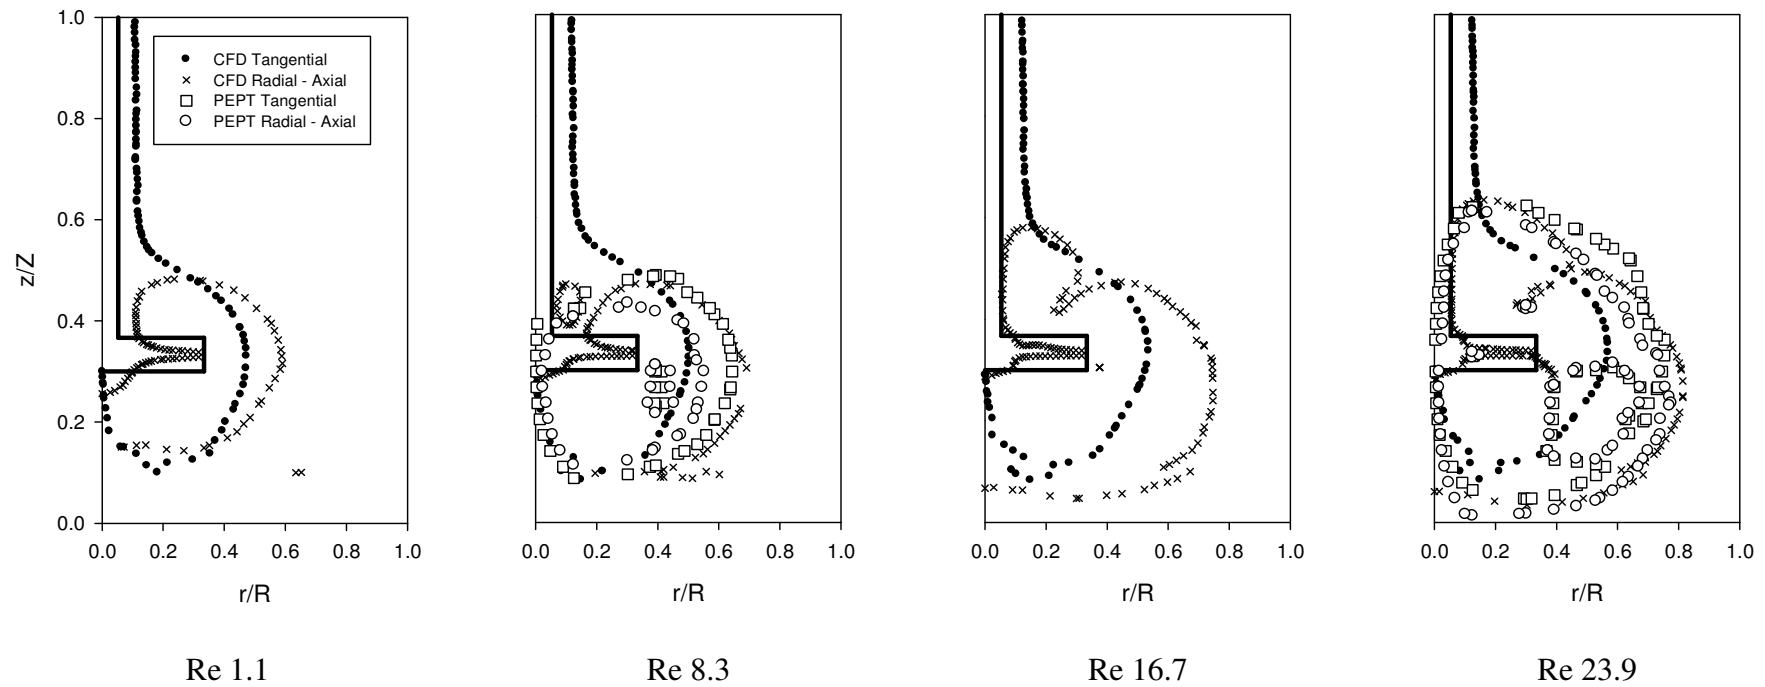 1.0
0.8
0.6
0.4
0.2
0.0
z/Z
CFD Tangential
CFD Radial - Axial
PEPT Tangential
PEPT Radial - Axial
0.0 0.2 0.4 0.6 0.8 1.0
r/R
Re 1.1
0.0 0.2 0.4 0.6 0.8 1.0
r/R
Re 8.3
0.0 0.2 0.4 0.6 0.8 1.0
r/R
Re 16.7
0.0 0.2 0.4 0.6 0.8 1.0
r/R
Re 23.9